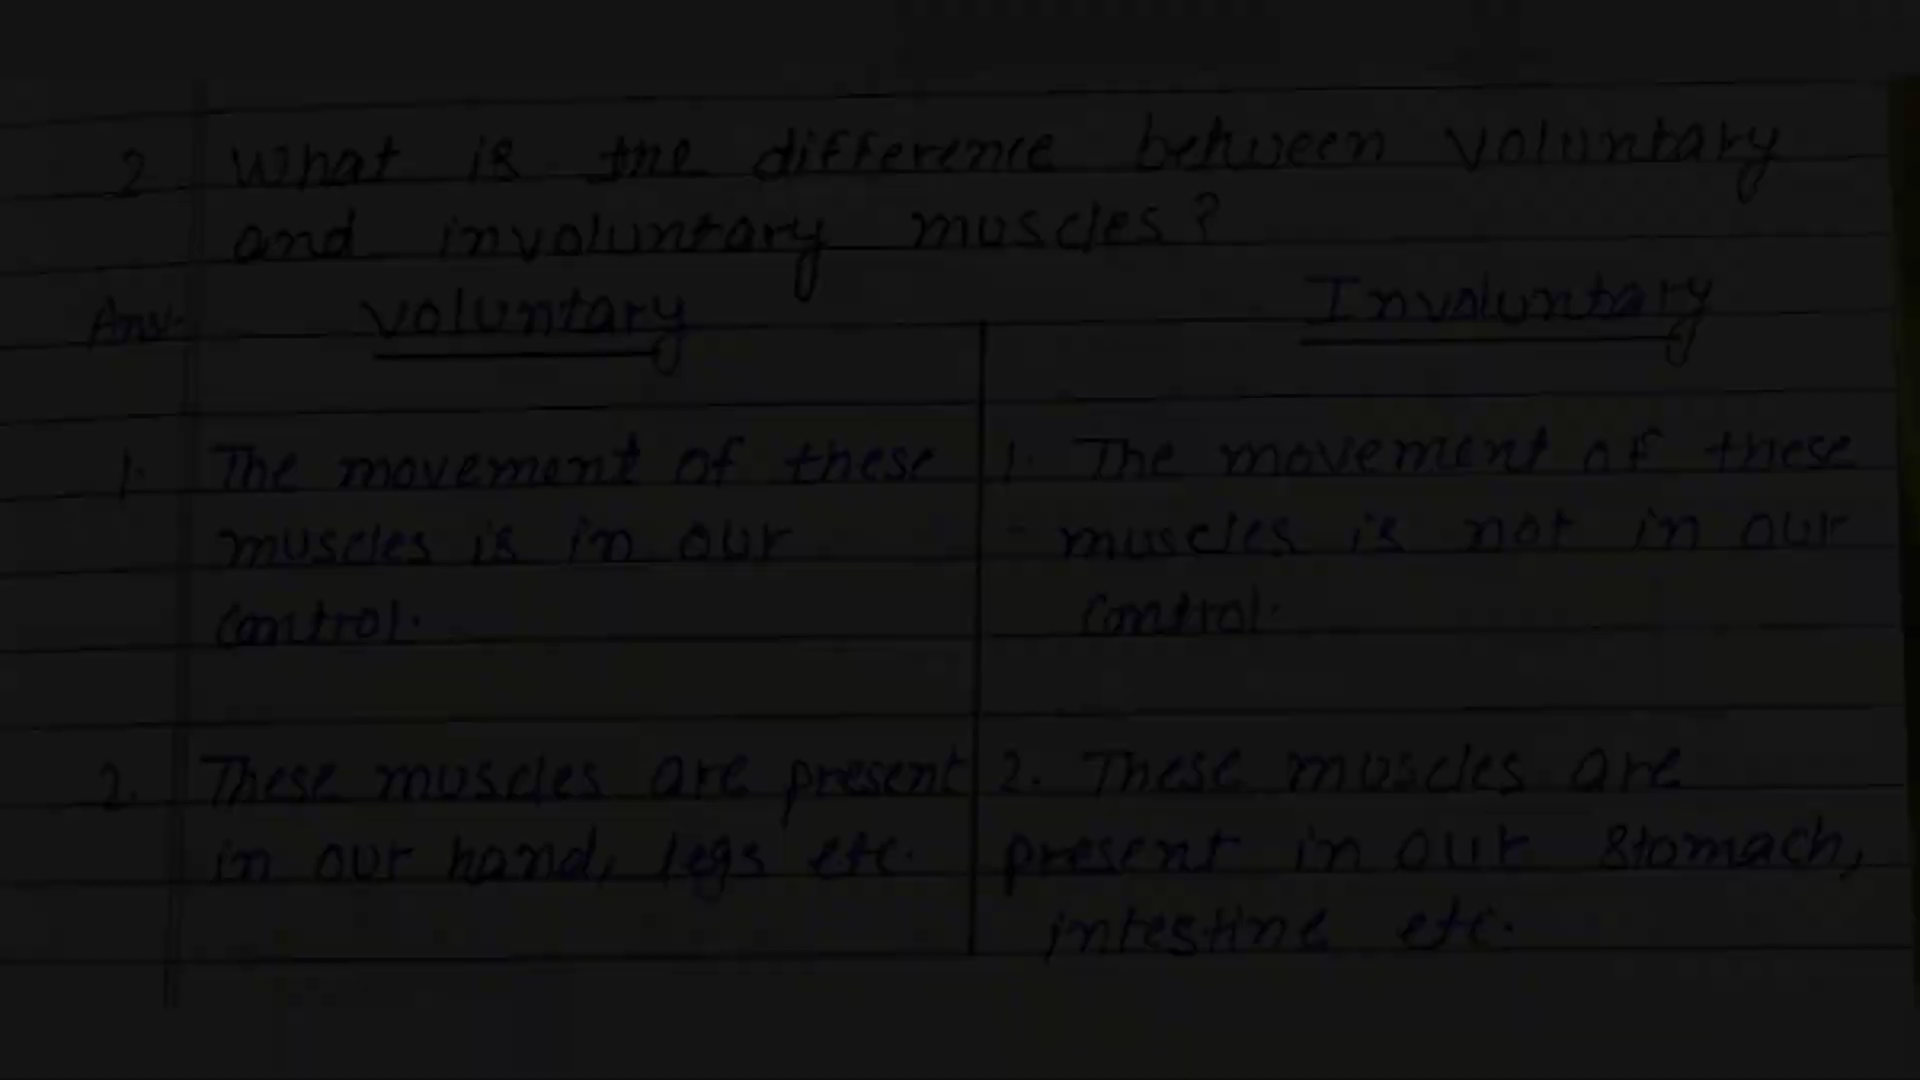 2 What is the difference between voluntary
and involuntary muscles?
Ans- Voluntary
Involuntary
1. The movement of these
muscles is in our
control.
1. The movement of these
muscles is not in our
control.
2. These muscles are present
in our hand, legs etc.
2. These muscles are
present in our stomach,
intestine etc.